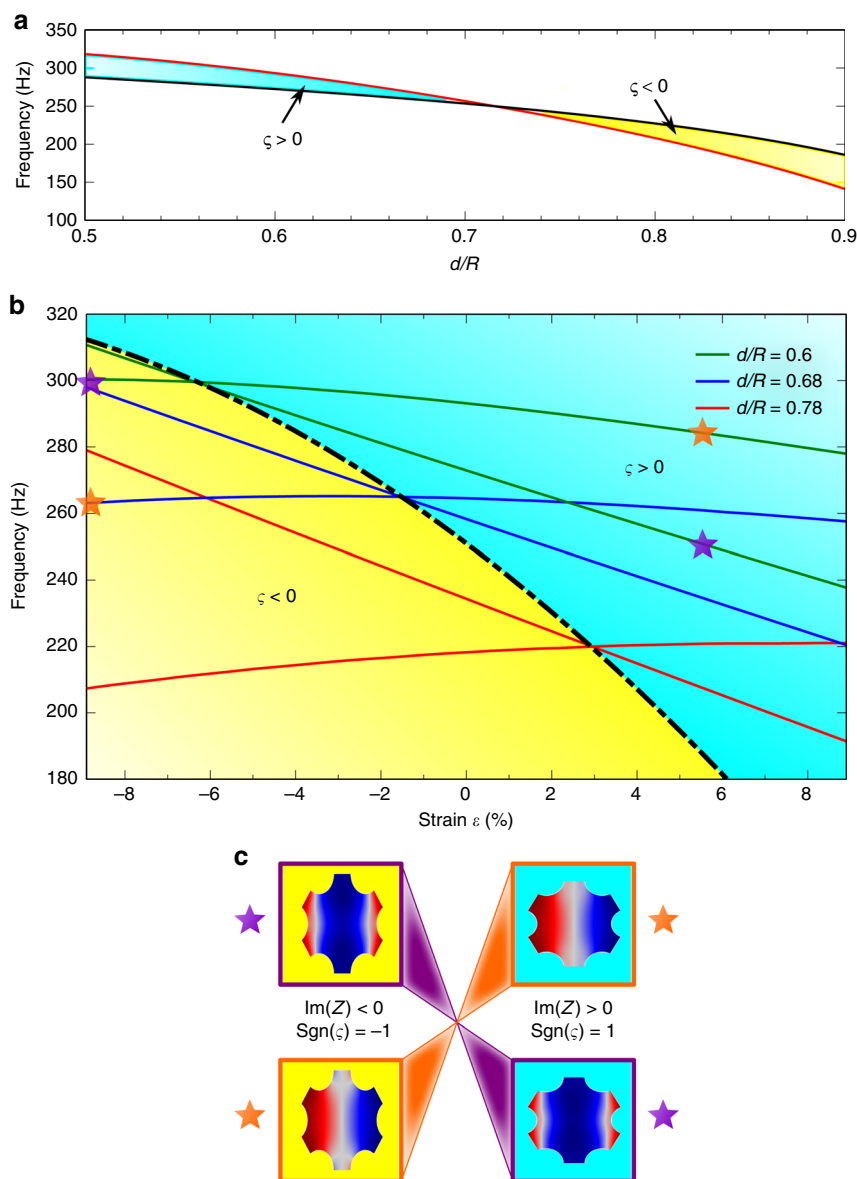 a
350
300
250
200
150
100
Frequency (Hz)
ς > 0
ς < 0
0.5 0.6 0.7 0.8 0.9
d/R
b
320
300
280
260
240
220
200
180
Frequency (Hz)
d/R = 0.6
d/R = 0.68
d/R = 0.78
ς > 0
ς < 0
–8 –6 –4 –2 0 2 4 6 8
Strain ε (%)
c
Im(Z) < 0 Im(Z) > 0
Sgn(ς) = –1 Sgn(ς) = 1